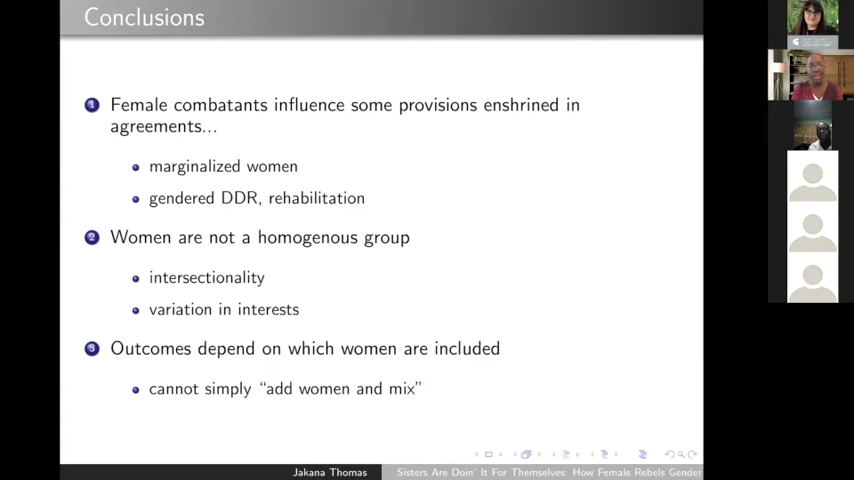 Conclusions
1 Female combatants influence some provisions enshrined in
agreements...
marginalized women
gendered DDR, rehabilitation
2 Women are not a homogenous group
intersectionality
variation in interests
3 Outcomes depend on which women are included
cannot simply “add women and mix”
Jakana Thomas
Sisters Are Doin' It For Themselves: How Female Rebels Gender